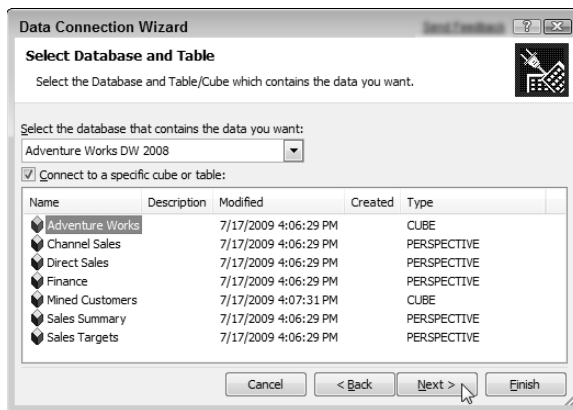 Data Connection Wizard Send Feedback ?
Select Database and Table
Select the Database and Table/Cube which contains the data you want.
Select the database that contains the data you want:
Adventure Works DW 2008
Connect to a specific cube or table:
Name Description Modified Created Type
Adventure Works 7/17/2009 4:06:29 PM CUBE
Channel Sales 7/17/2009 4:06:29 PM PERSPECTIVE
Direct Sales 7/17/2009 4:06:29 PM PERSPECTIVE
Finance 7/17/2009 4:06:29 PM PERSPECTIVE
Mined Customers 7/17/2009 4:07:31 PM CUBE
Sales Summary 7/17/2009 4:06:29 PM PERSPECTIVE
Sales Targets 7/17/2009 4:06:29 PM PERSPECTIVE
Cancel < Back Next > Finish